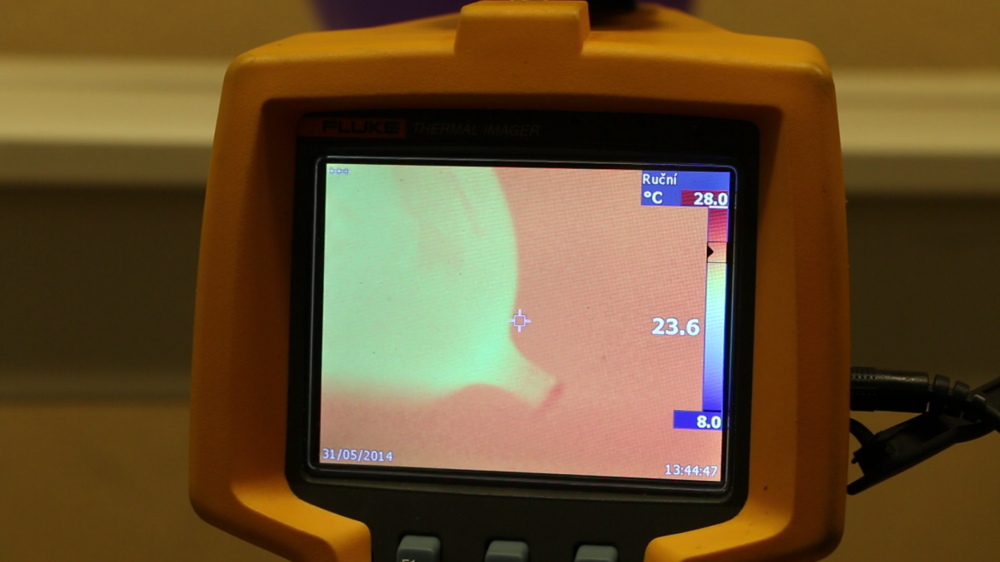 FLUKE THERMAL IMAGER
Ruční
°C 28.0
23.6
8.0
31/05/2014
13:44:47